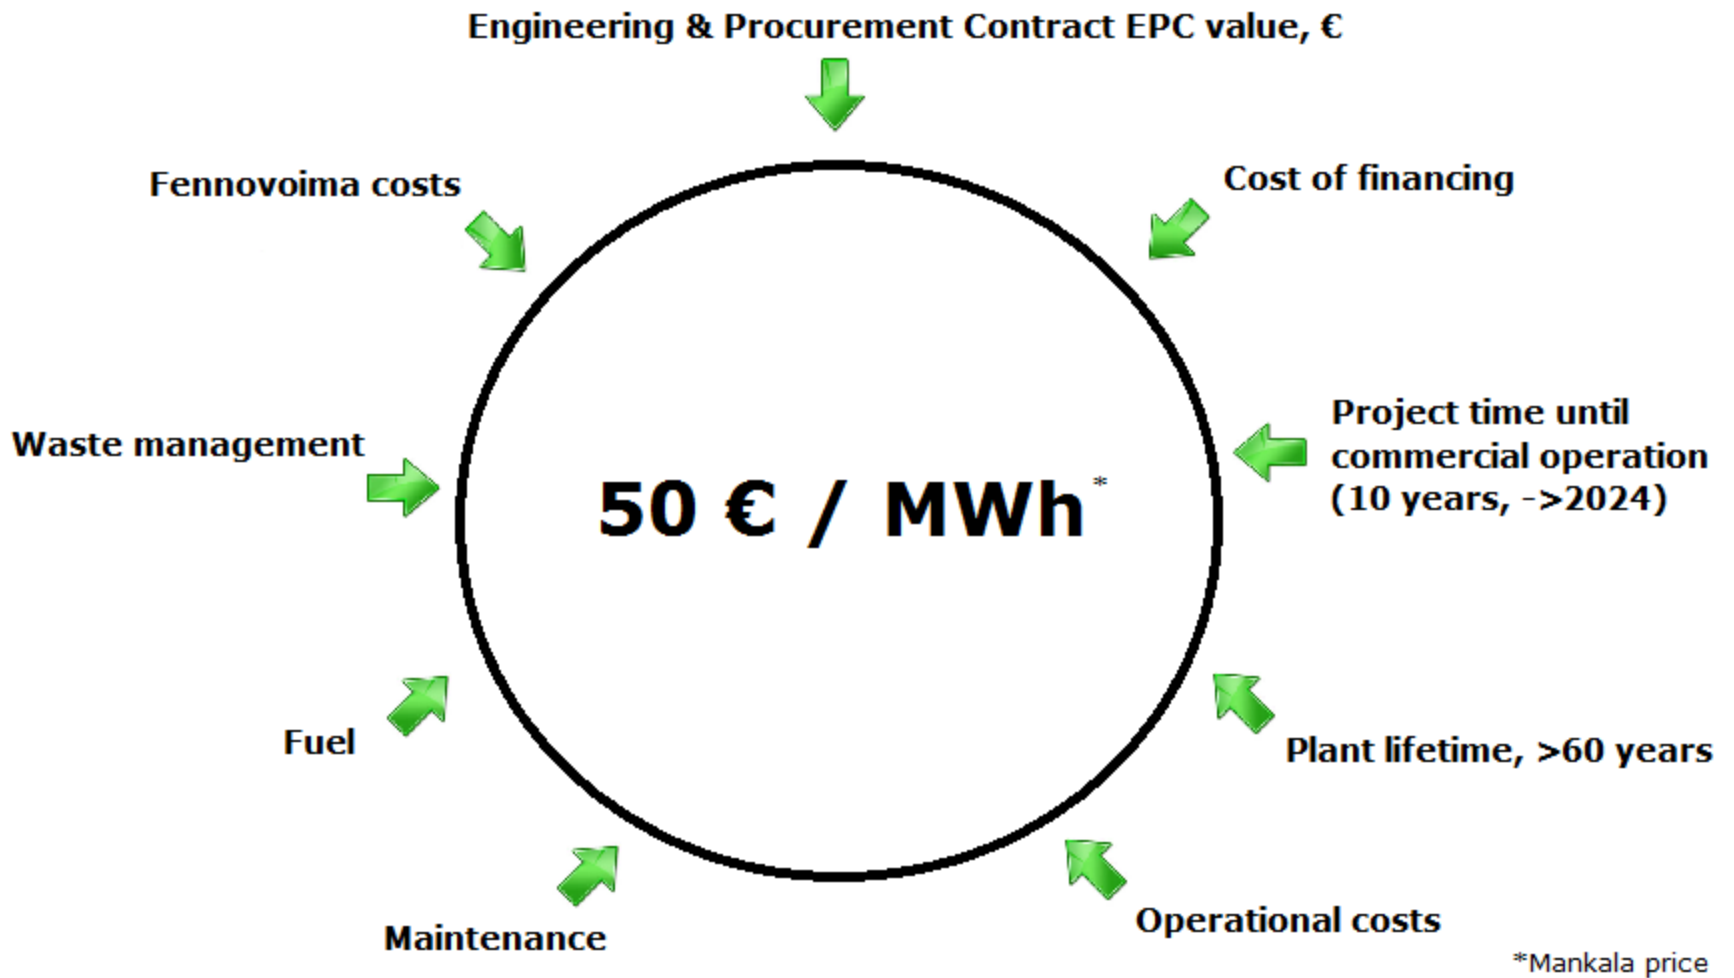 Engineering & Procurement Contract EPC value, €
Cost of financing
Fennovoima costs
Project time until
commercial operation
(10 years, ->2024)
Waste management
50 € / MWh*
Fuel
Plant lifetime, >60 years
Maintenance
Operational costs
*Mankala price